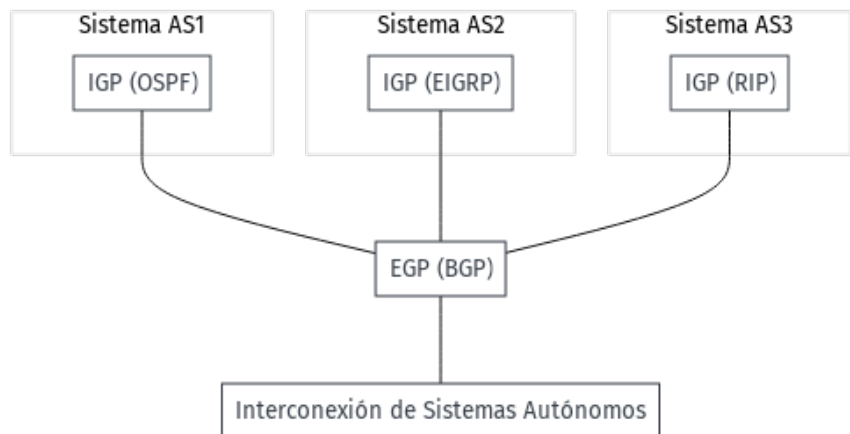 Sistema AS1
Sistema AS2
Sistema AS3
IGP (OSPF)
IGP (EIGRP)
IGP (RIP)
EGP (BGP)
Interconexión de Sistemas Autónomos